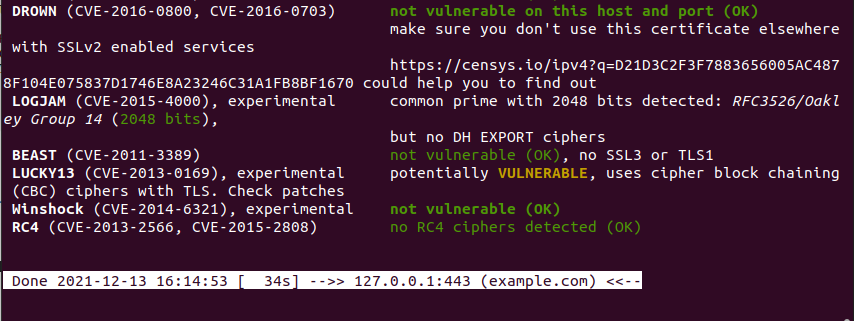 DROWN (CVE-2016-0800, CVE-2016-0703) not vulnerable on this host and port (OK)
make sure you don't use this certificate elsewhere
with SSLv2 enabled services
https://censys.io/ipv4?q=D21D3C2F3F7883656005AC487
8F104E075837D1746E8A23246C31A1FB8BF1670 could help you to find out
LOGJAM (CVE-2015-4000), experimental common prime with 2048 bits detected: RFC3526/Oakl
ey Group 14 (2048 bits),
but no DH EXPORT ciphers
BEAST (CVE-2011-3389) not vulnerable (OK), no SSL3 or TLS1
LUCKY13 (CVE-2013-0169), experimental potentially VULNERABLE, uses cipher block chaining
(CBC) ciphers with TLS. Check patches
Winshock (CVE-2014-6321), experimental not vulnerable (OK)
RC4 (CVE-2013-2566, CVE-2015-2808) no RC4 ciphers detected (OK)
Done 2021-12-13 16:14:53 [ 34s] -->> 127.0.0.1:443 (example.com) <<--